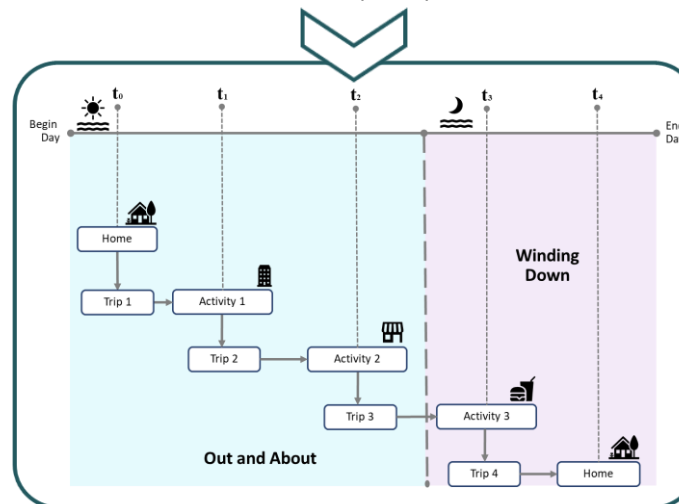 t₀ t₁ t₂ t₃ t₄
Begin
Day
Home
Trip 1
Activity 1
Trip 2
Activity 2
Trip 3
Activity 3
Trip 4
Home
Winding
Down
Out and About